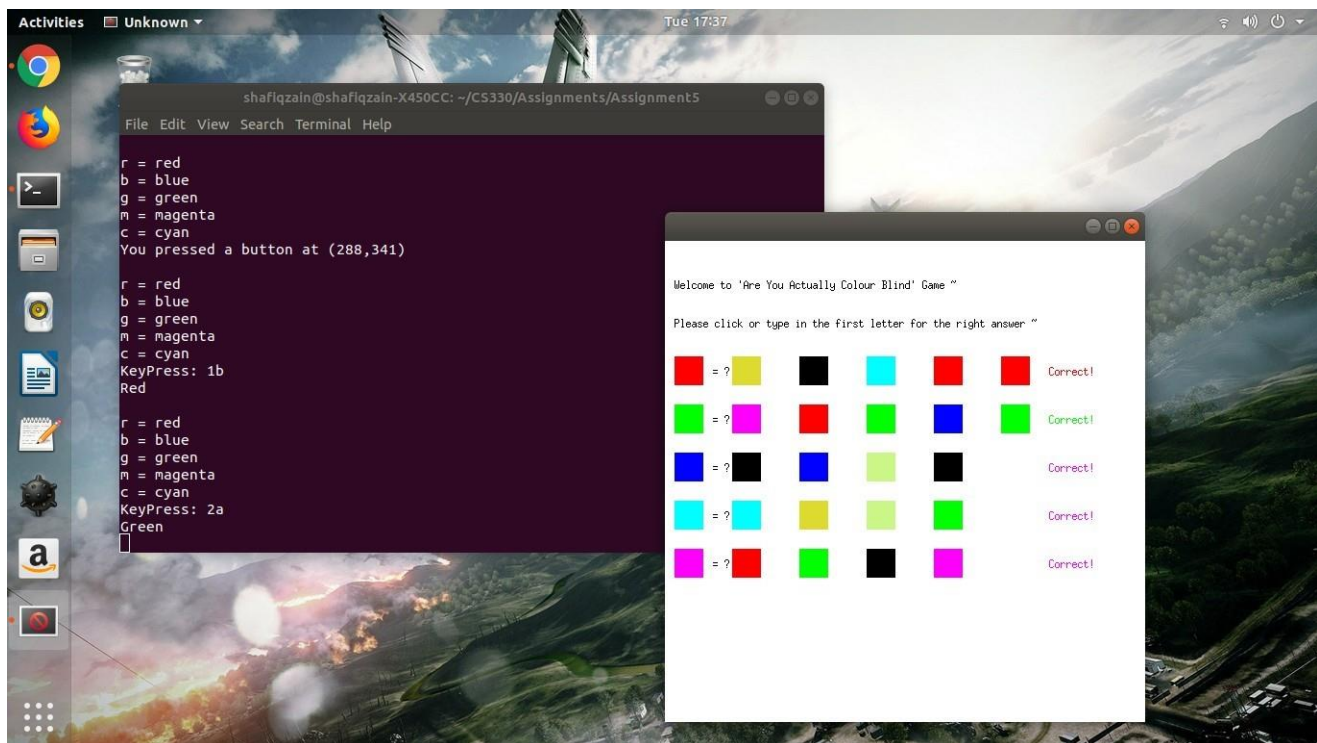 Activities Unknown Tue 17:37
shafiqzain@shafiqzain-X450CC: ~/CS330/Assignments/Assignment5
File Edit View Search Terminal Help
r = red
b = blue
g = green
m = magenta
c = cyan
You pressed a button at (288,341)
r = red
b = blue
g = green
m = magenta
c = cyan
KeyPress: 1b
Red
r = red
b = blue
g = green
m = magenta
c = cyan
KeyPress: 2a
Green
Welcome to 'Are You Actually Colour Blind' Game ~
Please click or type in the first letter for the right answer ~
= ? Correct!
= ? Correct!
= ? Correct!
= ? Correct!
= ? Correct!